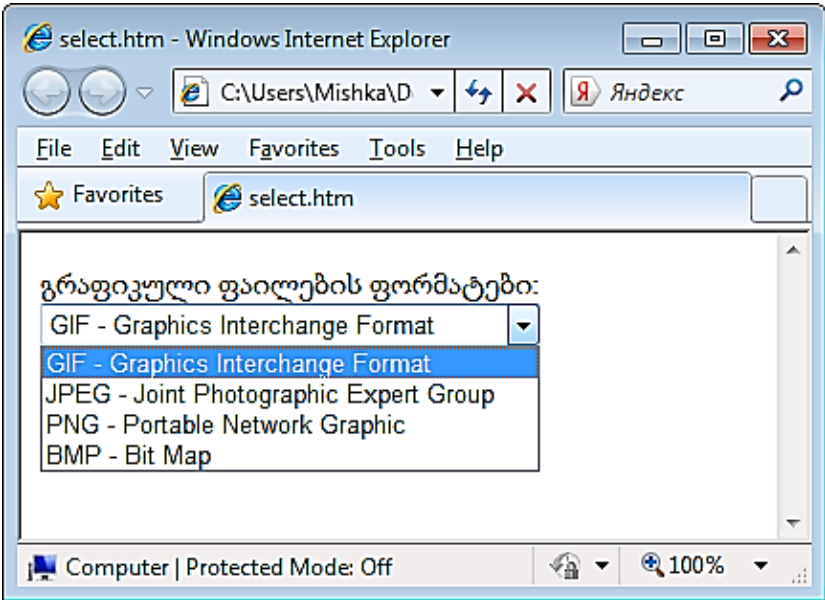 select.htm - Windows Internet Explorer
C:\Users\Mishka\D
Я Яндекс
File Edit View Favorites Tools Help
Favorites select.htm
გრაფიკული ფაილების ფორმატები:
GIF - Graphics Interchange Format
GIF - Graphics Interchange Format
JPEG - Joint Photographic Expert Group
PNG - Portable Network Graphic
BMP - Bit Map
Computer | Protected Mode: Off 100%